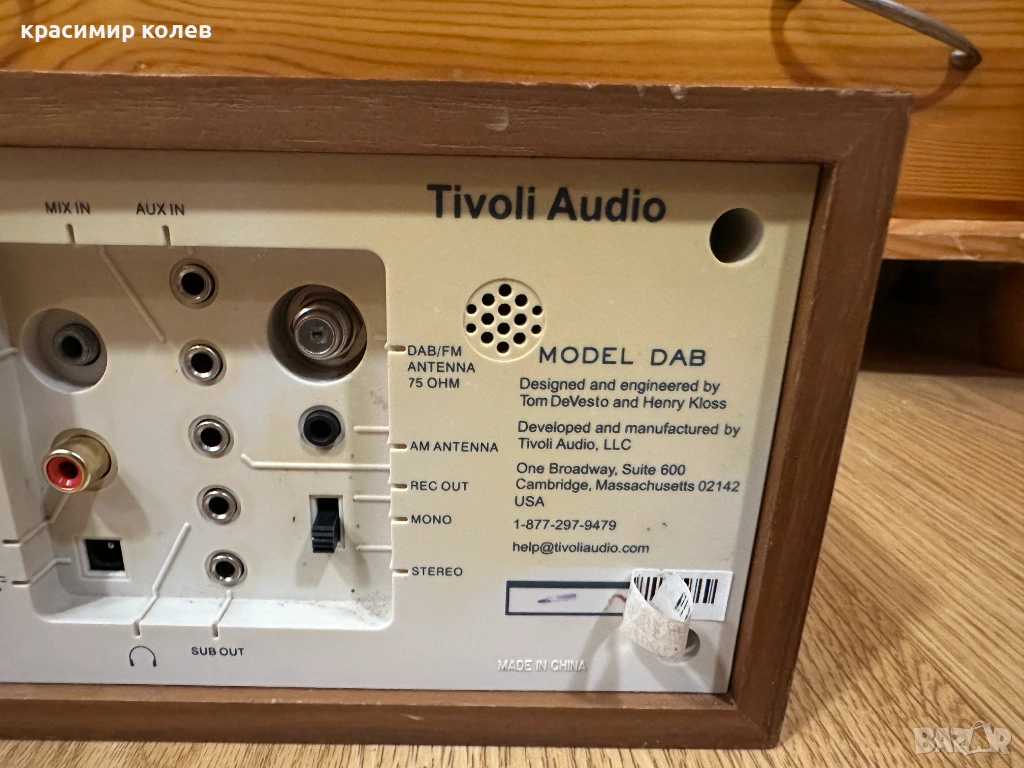 красимир колев
MIX IN
AUX IN
Tivoli Audio
DAB/FM
ANTENNA
75 OHM
MODEL DAB
Designed and engineered by
Tom DeVesto and Henry Kloss
Developed and manufactured by
Tivoli Audio, LLC
One Broadway, Suite 600
Cambridge, Massachusetts 02142
USA
1-877-297-9479
help@tivoliaudio.com
AM ANTENNA
REC OUT
MONO
STEREO
SUB OUT
MADE IN CHINA
BAZAR